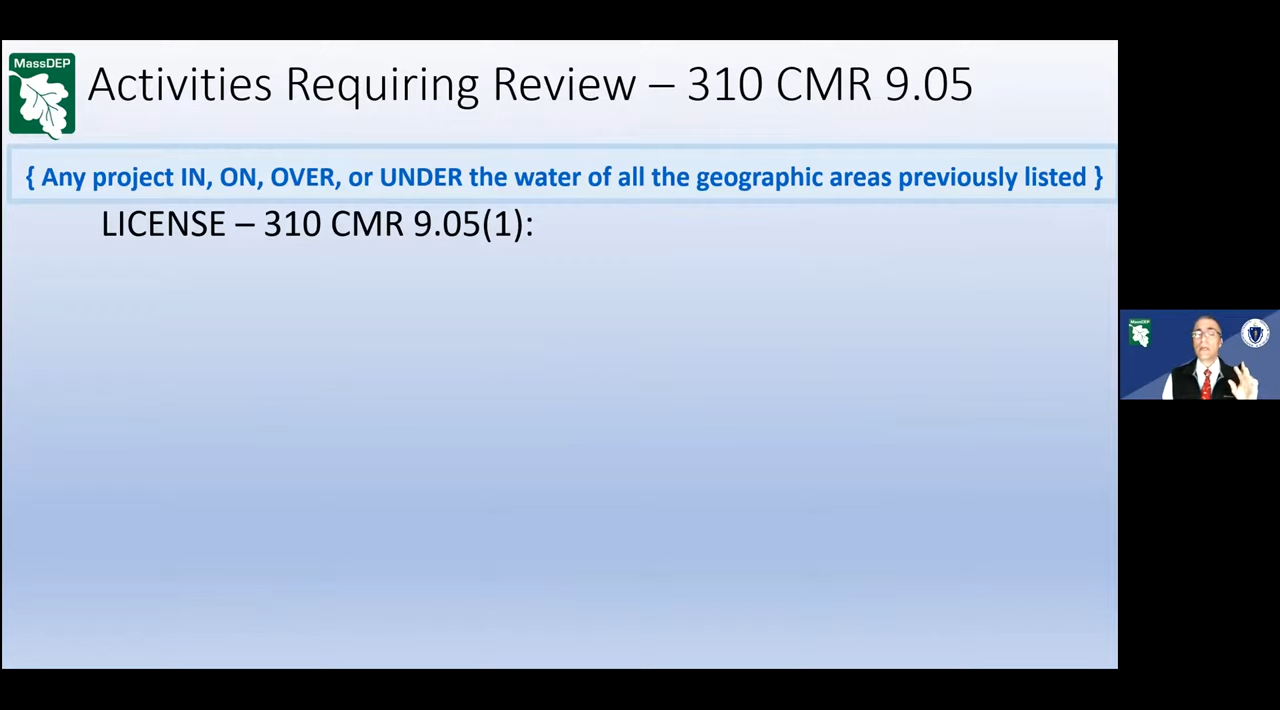 MassDEP
Activities Requiring Review – 310 CMR 9.05
{ Any project IN, ON, OVER, or UNDER the water of all the geographic areas previously listed }
LICENSE – 310 CMR 9.05(1):
MassDEP